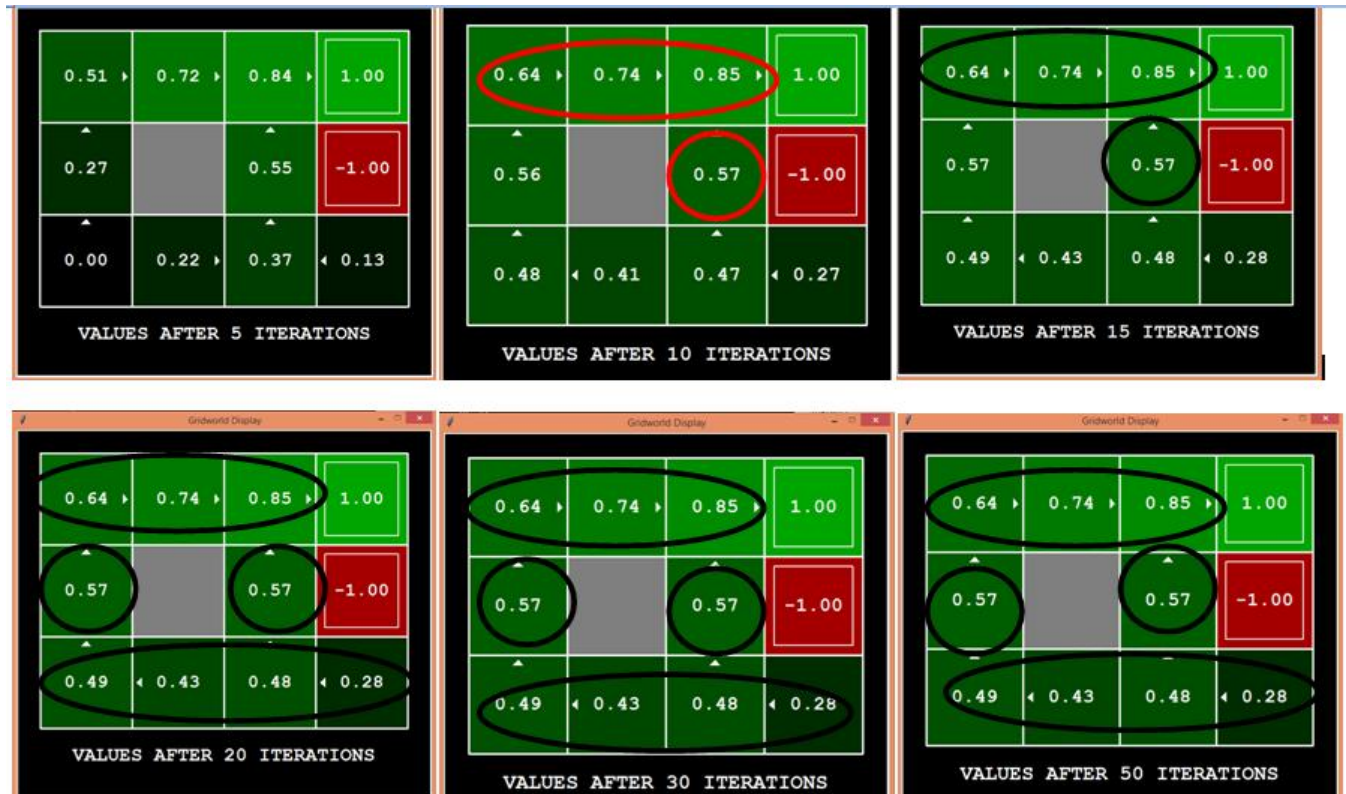 0.51 0.72 0.84 1.00
0.27 0.55 -1.00
0.00 0.22 0.37 0.13
VALUES AFTER 5 ITERATIONS
0.64 0.74 0.85 1.00
0.56 0.57 -1.00
0.48 0.41 0.47 0.27
VALUES AFTER 10 ITERATIONS
0.64 0.74 0.85 1.00
0.57 0.57 -1.00
0.49 0.43 0.48 0.28
VALUES AFTER 15 ITERATIONS
Gridworld Display
0.64 0.74 0.85 1.00
0.57 0.57 -1.00
0.49 0.43 0.48 0.28
VALUES AFTER 20 ITERATIONS
Gridworld Display
0.64 0.74 0.85 1.00
0.57 0.57 -1.00
0.49 0.43 0.48 0.28
VALUES AFTER 30 ITERATIONS
Gridworld Display
0.64 0.74 0.85 1.00
0.57 0.57 -1.00
0.49 0.43 0.48 0.28
VALUES AFTER 50 ITERATIONS